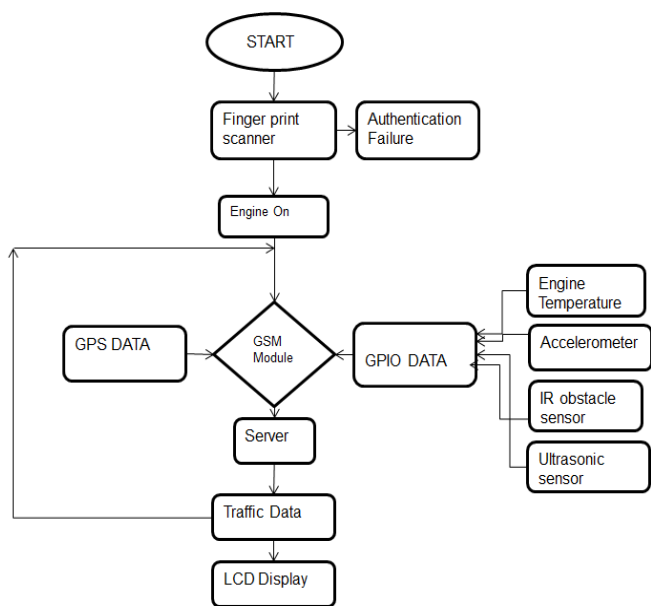 START
Finger print
scanner
Authentication
Failure
Engine On
Engine
Temperature
GPS DATA
GSM
Module
GPIO DATA
Accelerometer
IR obstacle
sensor
Server
Ultrasonic
sensor
Traffic Data
LCD Display